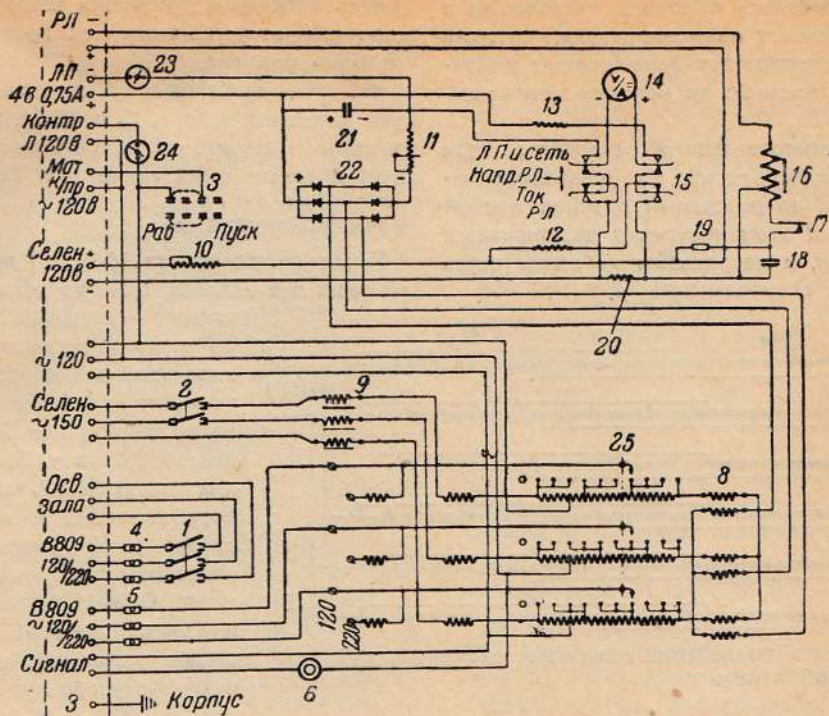 РЛ
-
+
ЛП
-
4в 0,75А
+
Контр
Л 120в
Мот
К/пр
~ 120в
Селен +
120в
-
~ 120
Селен
~150
Осв.
зала
В809
120/
/220
В809
~120/
/220
Сигнал
З
Корпус
23
24
3
Раб Пуск
10
21
+ -
22
+
11
13
14
- +
ЛП и сеть
Напр. РЛ
Ток
РЛ
15
12
16
П
19
18
20
2
9
25
8
4
1
5
120
220
6